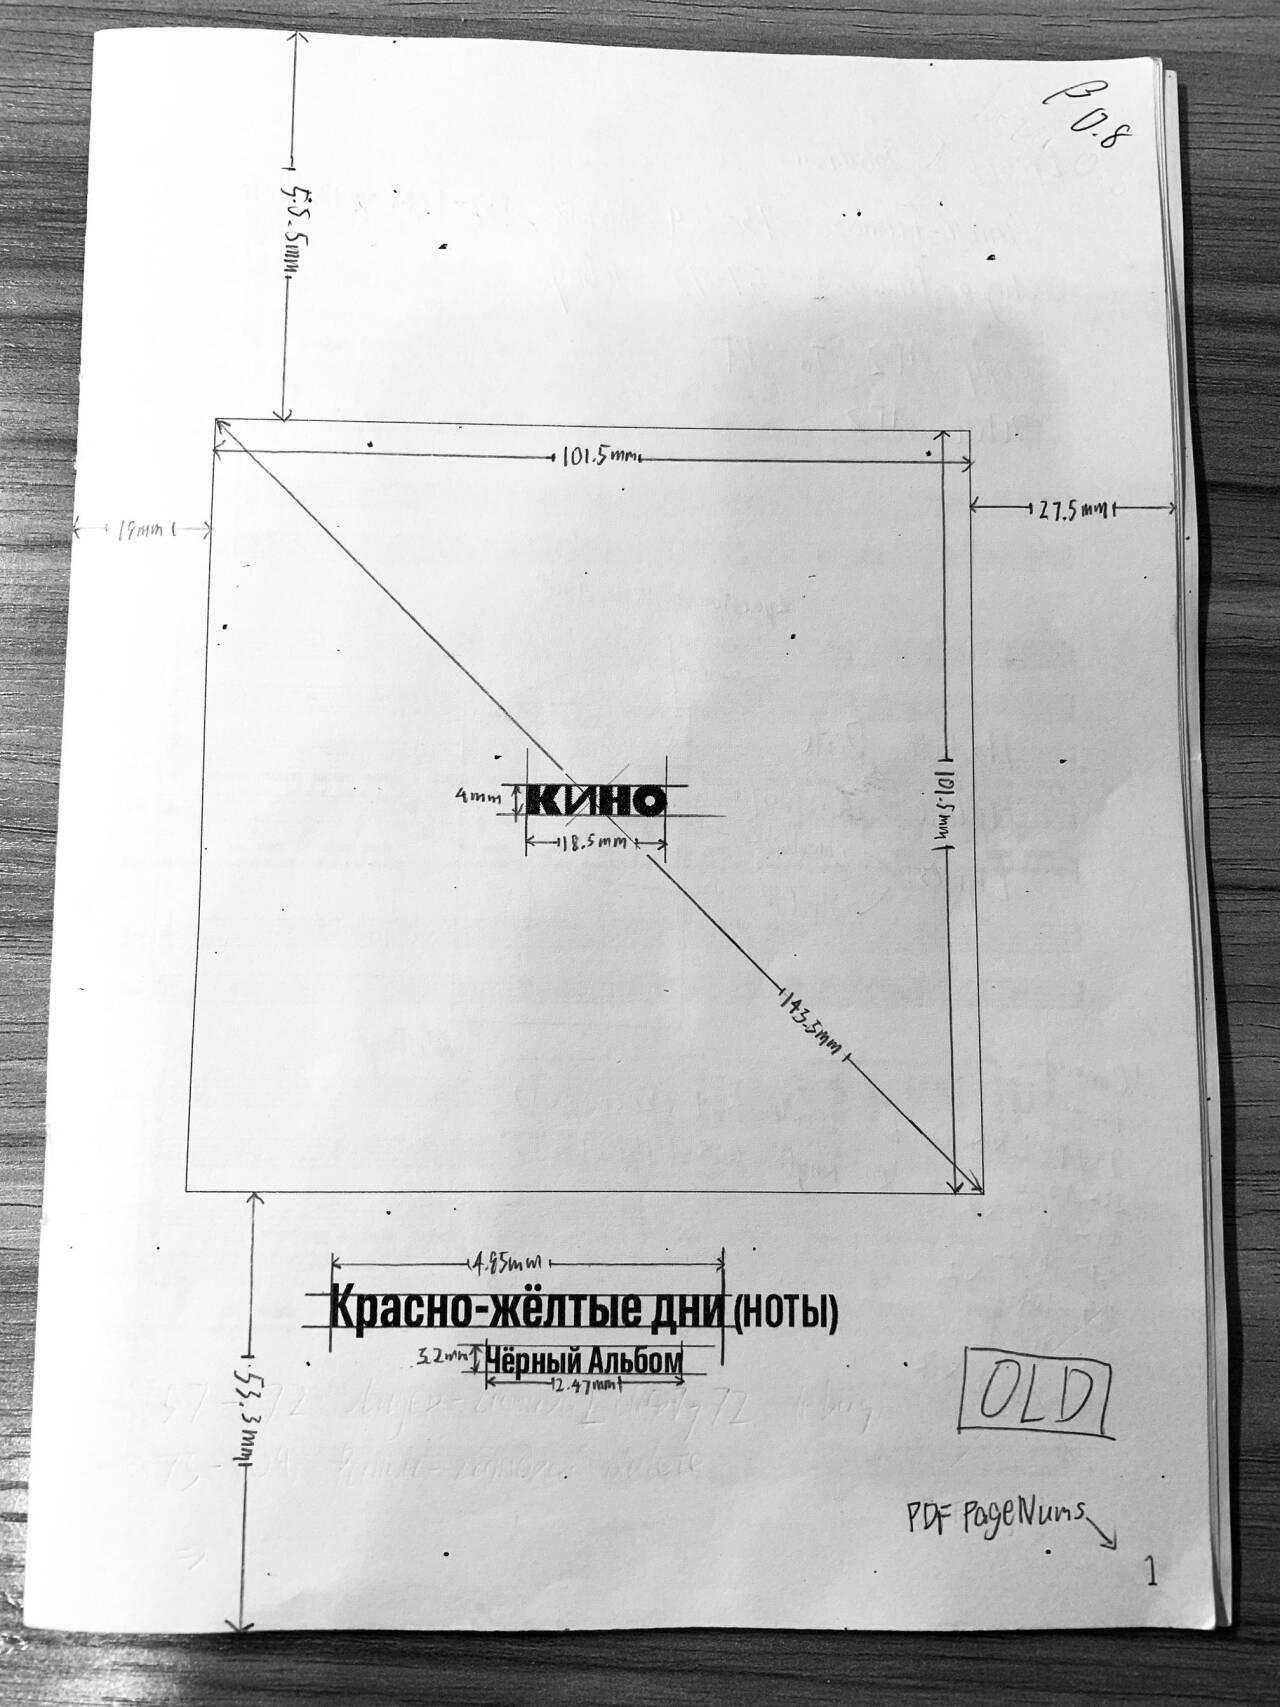 β
0.8
55.5mm
101.5mm
19mm
27.5mm
4mm
КИНО
18.5mm
101.5mm
143.5mm
4.85mm
Красно-жёлтые дни (НОТЫ)
3.2mm
Чёрный Альбом
2.47mm
53.3mm
OLD
PDF PageNums
1